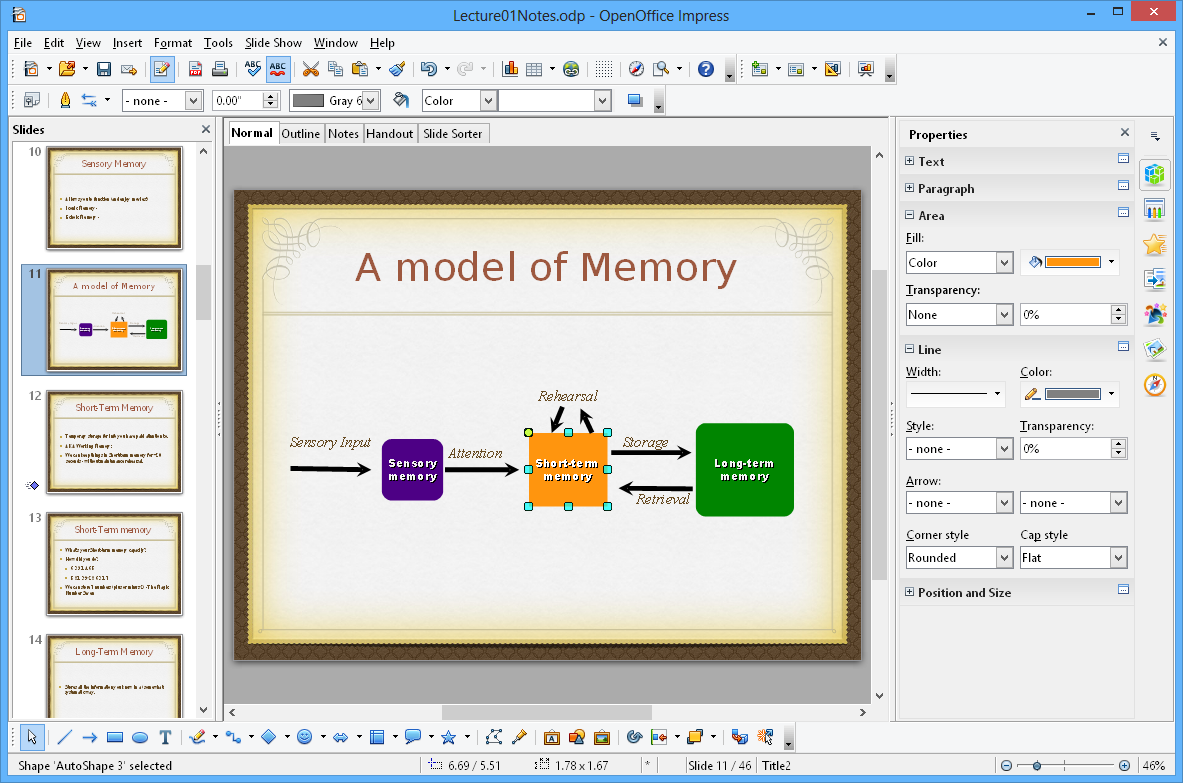 Lecture01Notes.odp - OpenOffice Impress
File Edit View Insert Format Tools Slide Show Window Help
- none - 0.00" Gray 6 Color
Slides
Normal Outline Notes Handout Slide Sorter
10
Sensory Memory
11
A model of Memory
12
Short-Term Memory
13
Short-Term memory
14
Long-Term Memory
A model of Memory
Rehearsal
Sensory Input
Attention
Storage
Sensory
memory
Short-term
memory
Long-term
memory
Retrieval
Properties
Text
Paragraph
Area
Fill:
Color
Transparency:
None 0%
Line
Width: Color:
Style: Transparency:
- none - 0%
Arrow:
- none - - none -
Corner style Cap style
Rounded Flat
Position and Size
Shape 'AutoShape 3' selected 6.69 / 5.51 1.78 x 1.67 * Slide 11 / 46 Title2 46%